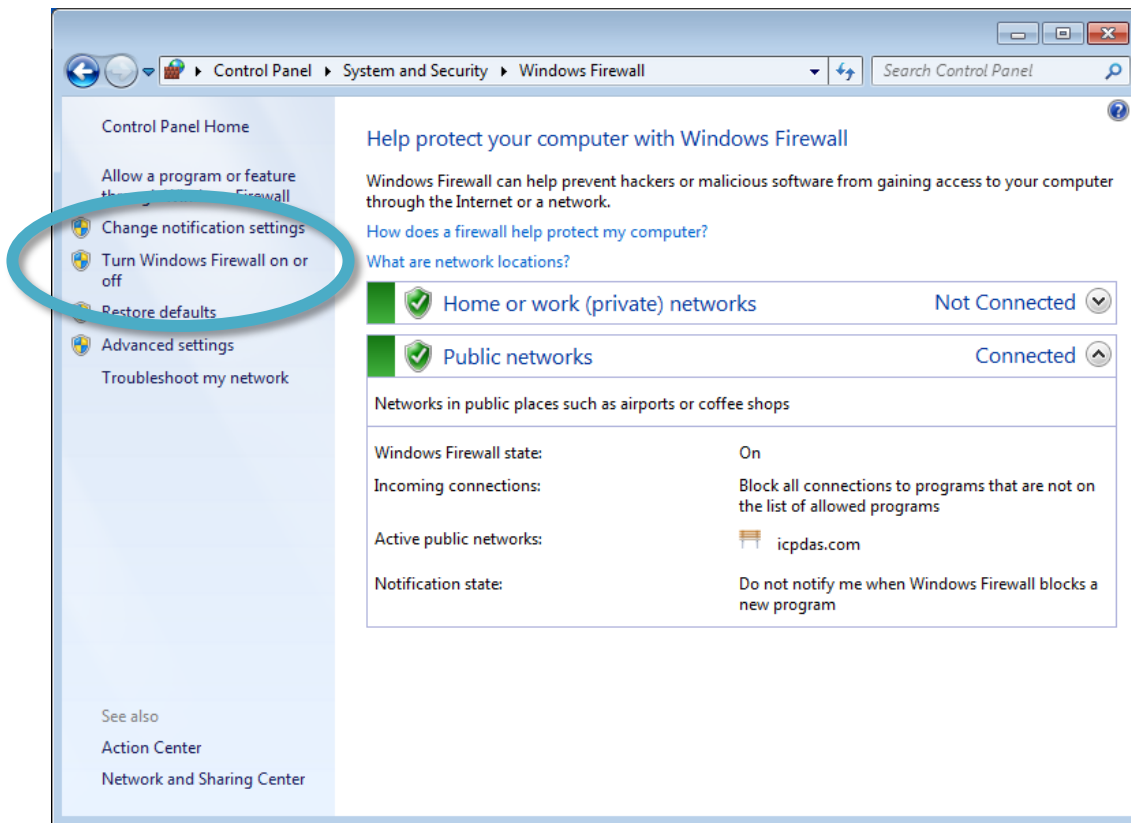 Control Panel System and Security Windows Firewall Search Control Panel
Control Panel Home
Allow a program or feature
through Windows Firewall
Change notification settings
Turn Windows Firewall on or
off
Restore defaults
Advanced settings
Troubleshoot my network
See also
Action Center
Network and Sharing Center
Help protect your computer with Windows Firewall
Windows Firewall can help prevent hackers or malicious software from gaining access to your computer
through the Internet or a network.
How does a firewall help protect my computer?
What are network locations?
Home or work (private) networks Not Connected
Public networks Connected
Networks in public places such as airports or coffee shops
Windows Firewall state: On
Incoming connections: Block all connections to programs that are not on
the list of allowed programs
Active public networks: icpdas.com
Notification state: Do not notify me when Windows Firewall blocks a
new program